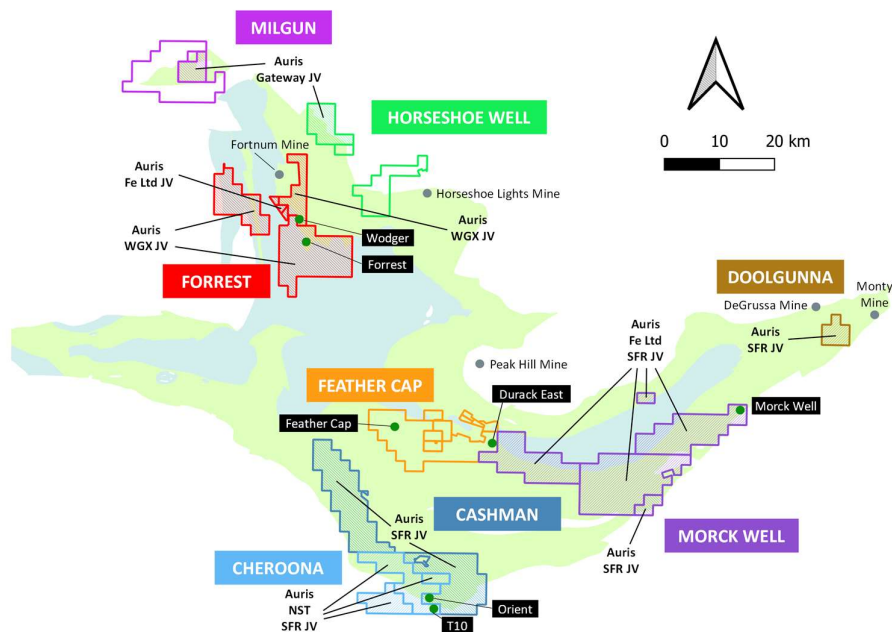 MILGUN
Auris
Gateway JV
HORSESHOE WELL
Fortnum Mine
0 10 20 km
Auris
Fe Ltd JV
Horseshoe Lights Mine
Auris
WGX JV
Auris
WGX JV
Wodger
Forrest
FORREST
DOOLGUNNA
Monty
Mine
DeGrussa Mine
Auris
Fe Ltd
SFR JV
Auris
SFR JV
Peak Hill Mine
FEATHER CAP
Durack East
Morck Well
Feather Cap
CASHMAN
Auris
SFR JV
MORCK WELL
Auris
SFR JV
CHEROONA
Auris
NST
SFR JV
Orient
T10